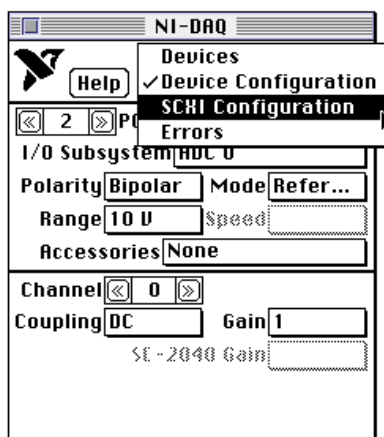 NI-DAQ
Devices
Help
✓Device Configuration
SCXI Configuration
« 2 » PC
Errors
I/O Subsystem ADC 0
Polarity Bipolar Mode Refer...
Range 10 V Speed
Accessories None
Channel « 0 »
Coupling DC Gain 1
SC-2040 Gain